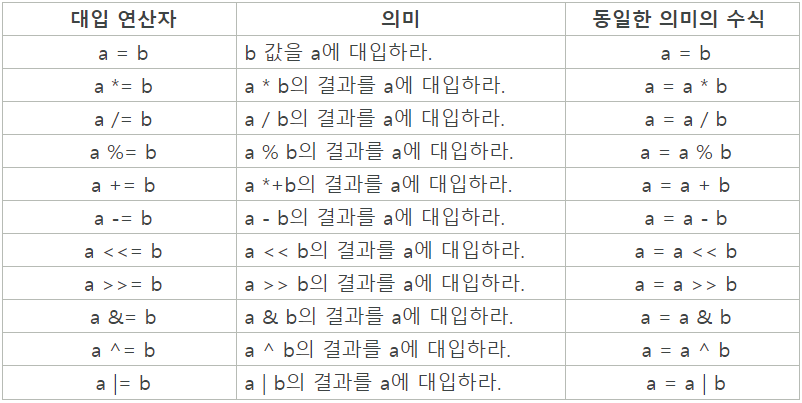 대입 연산자 의미 동일한 의미의 수식
a = b b 값을 a에 대입하라. a = b
a *= b a * b의 결과를 a에 대입하라. a = a * b
a /= b a / b의 결과를 a에 대입하라. a = a / b
a %= b a % b의 결과를 a에 대입하라. a = a % b
a += b a *+b의 결과를 a에 대입하라. a = a + b
a -= b a - b의 결과를 a에 대입하라. a = a - b
a <<= b a << b의 결과를 a에 대입하라. a = a << b
a >>= b a >> b의 결과를 a에 대입하라. a = a >> b
a &= b a & b의 결과를 a에 대입하라. a = a & b
a ^= b a ^ b의 결과를 a에 대입하라. a = a ^ b
a |= b a | b의 결과를 a에 대입하라. a = a | b